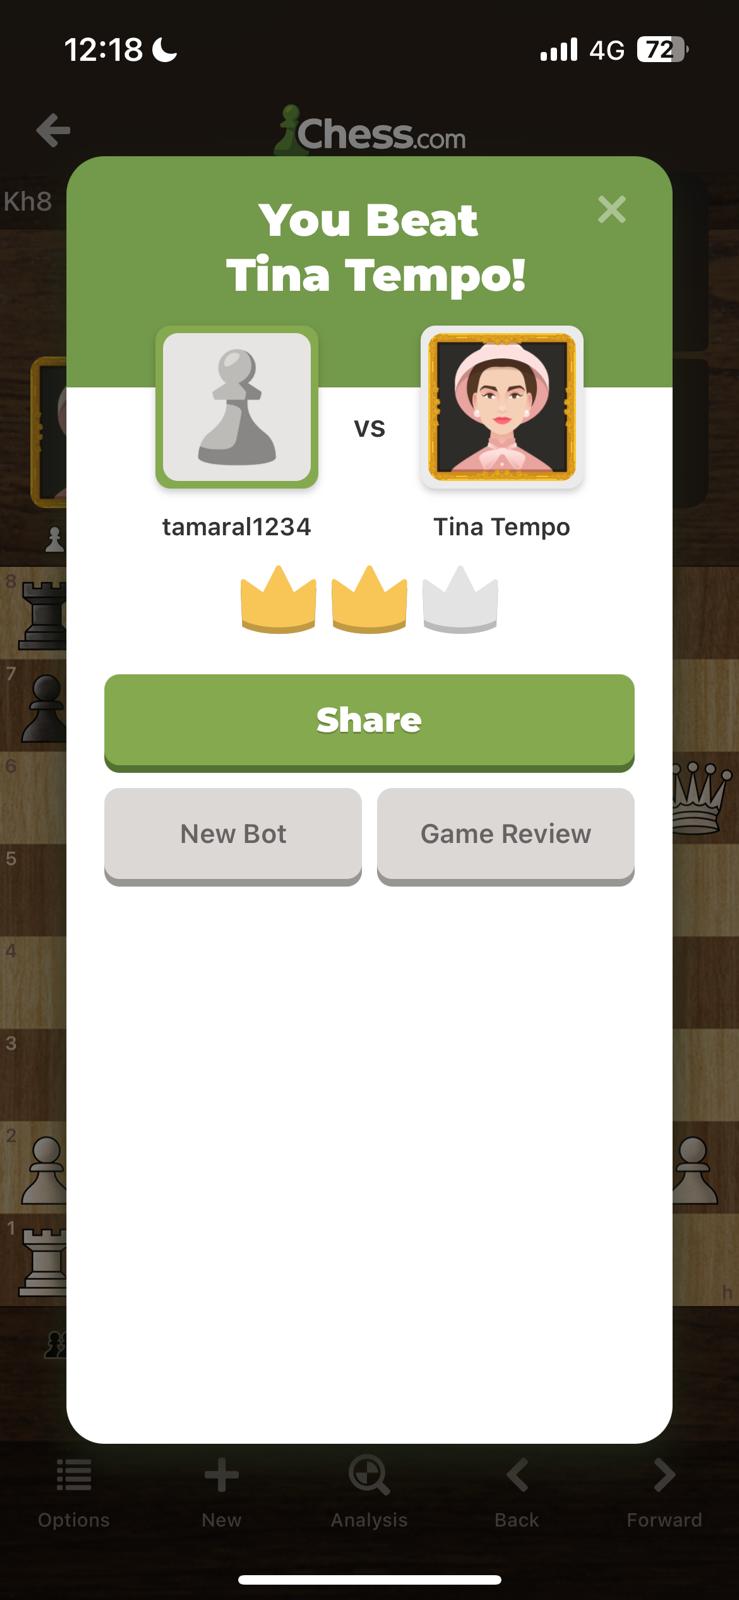 12:18
4G
72
Chess.com
Kh8
You Beat
Tina Tempo!
vs
tamaral1234
Tina Tempo
Share
New Bot
Game Review
8
7
6
5
4
3
2
1
h
Options
New
Analysis
Back
Forward